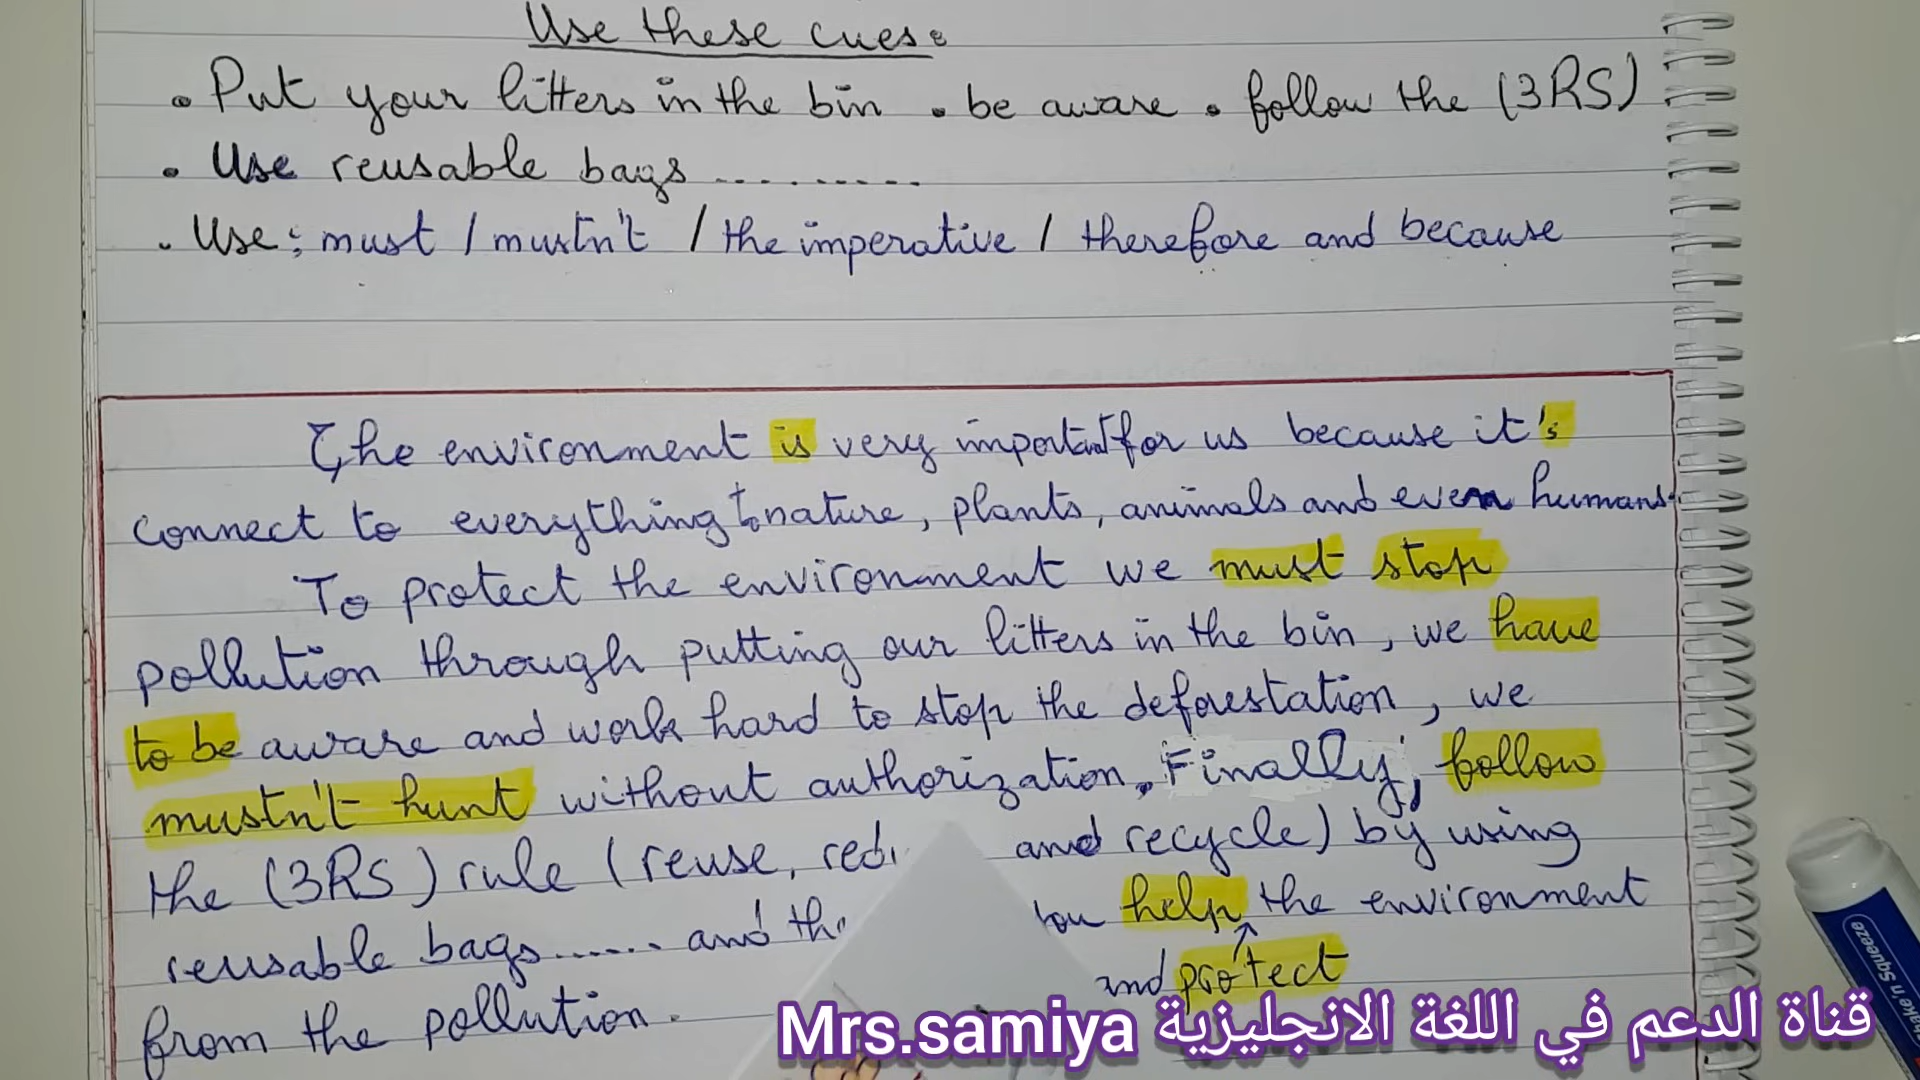 Use these cues:
• Put your litters in the bin • be aware • follow the (3RS)
• Use reusable bags ..........
• Use: must / mustn't / the imperative / therefore and because
The environment is very important for us because it's
connect to everything to nature, plants, animals and even humans.
To protect the environment we must stop
pollution through putting our litters in the bin, we have
to be aware and work hard to stop the deforestation, we
mustn't hunt without authorization, Finally, follow
the (3RS) rule (reuse, and recycle) by using
reusable bags...... and help the environment
and protect
from the pollution.
Mrs.samiya قناة الدعم في اللغة الانجليزية
Squeeze